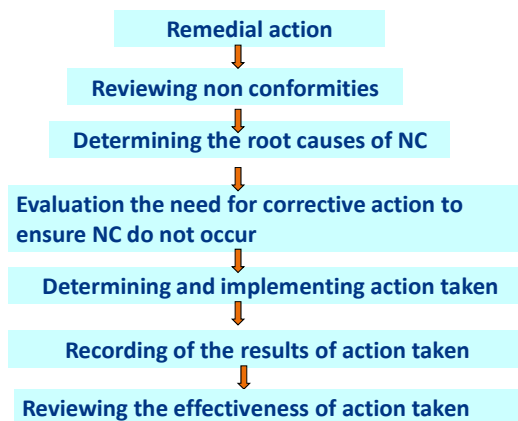 Remedial action
Reviewing non conformities
Determining the root causes of NC
Evaluation the need for corrective action to
ensure NC do not occur
Determining and implementing action taken
Recording of the results of action taken
Reviewing the effectiveness of action taken